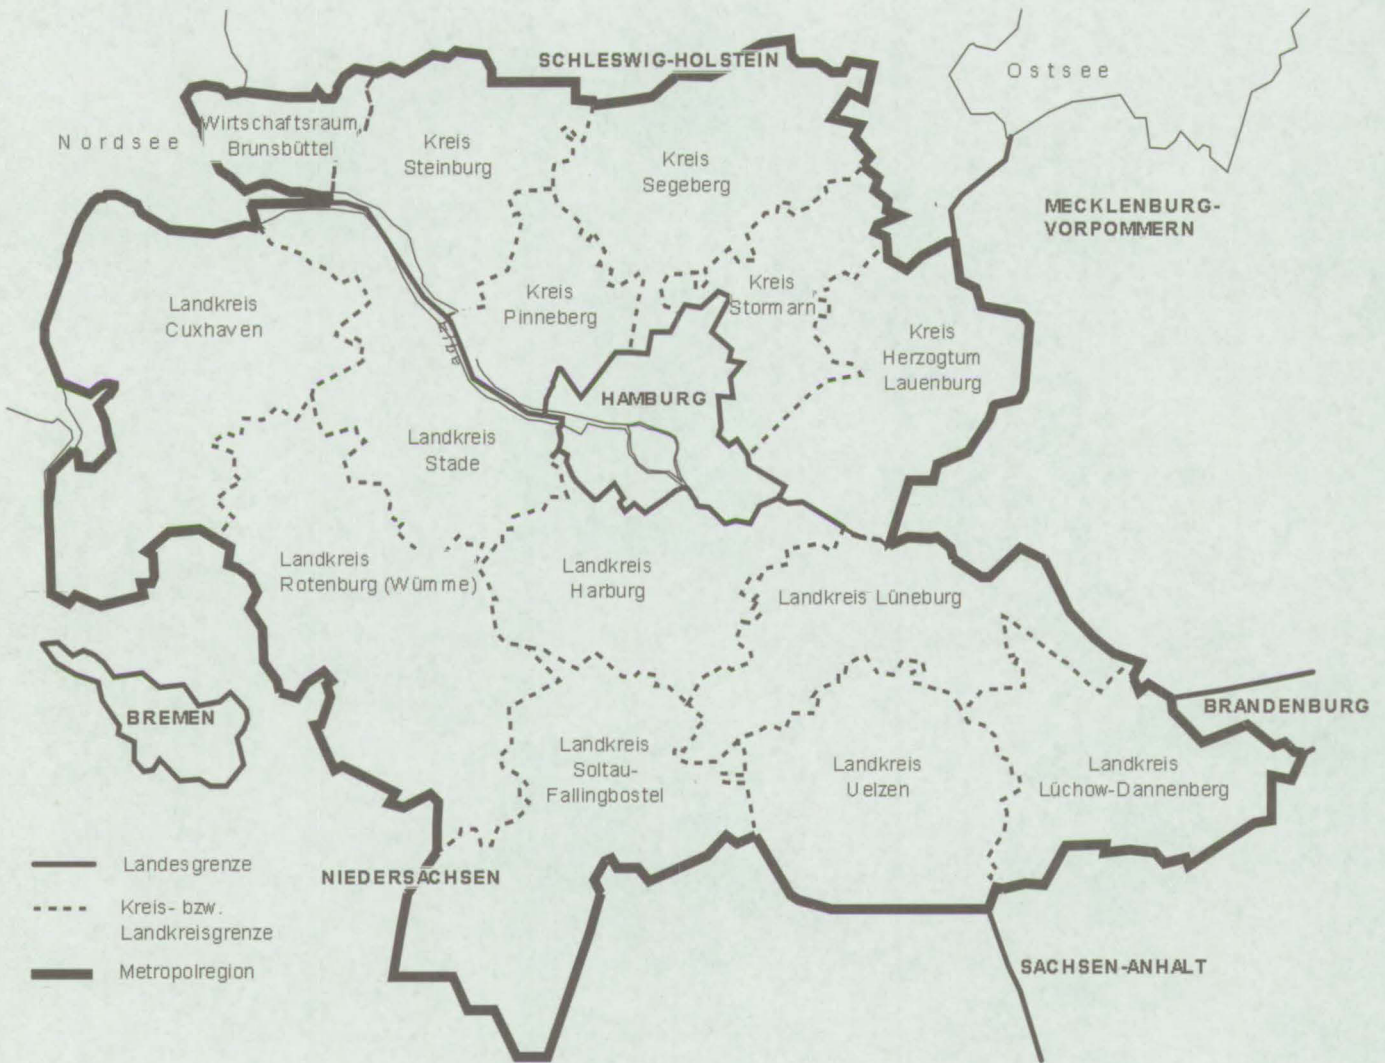 SCHLESWIG-HOLSTEIN
Ostsee
Nordsee
Wirtschaftsraum
Brunsbüttel
Kreis
Steinburg
Kreis
Segeberg
MECKLENBURG-
VORPOMMERN
Landkreis
Cuxhaven
Kreis
Pinneberg
Kreis
Stormarn
Kreis
Herzogtum
Lauenburg
Elbe
HAMBURG
Landkreis
Stade
Landkreis
Rotenburg (Wümme)
Landkreis
Harburg
Landkreis Lüneburg
BREMEN
BRANDENBURG
Landkreis
Soltau-
Fallingbostel
Landkreis
Uelzen
Landkreis
Lüchow-Dannenberg
NIEDERSACHSEN
SACHSEN-ANHALT
Landesgrenze
Kreis- bzw.
Landkreisgrenze
Metropolregion